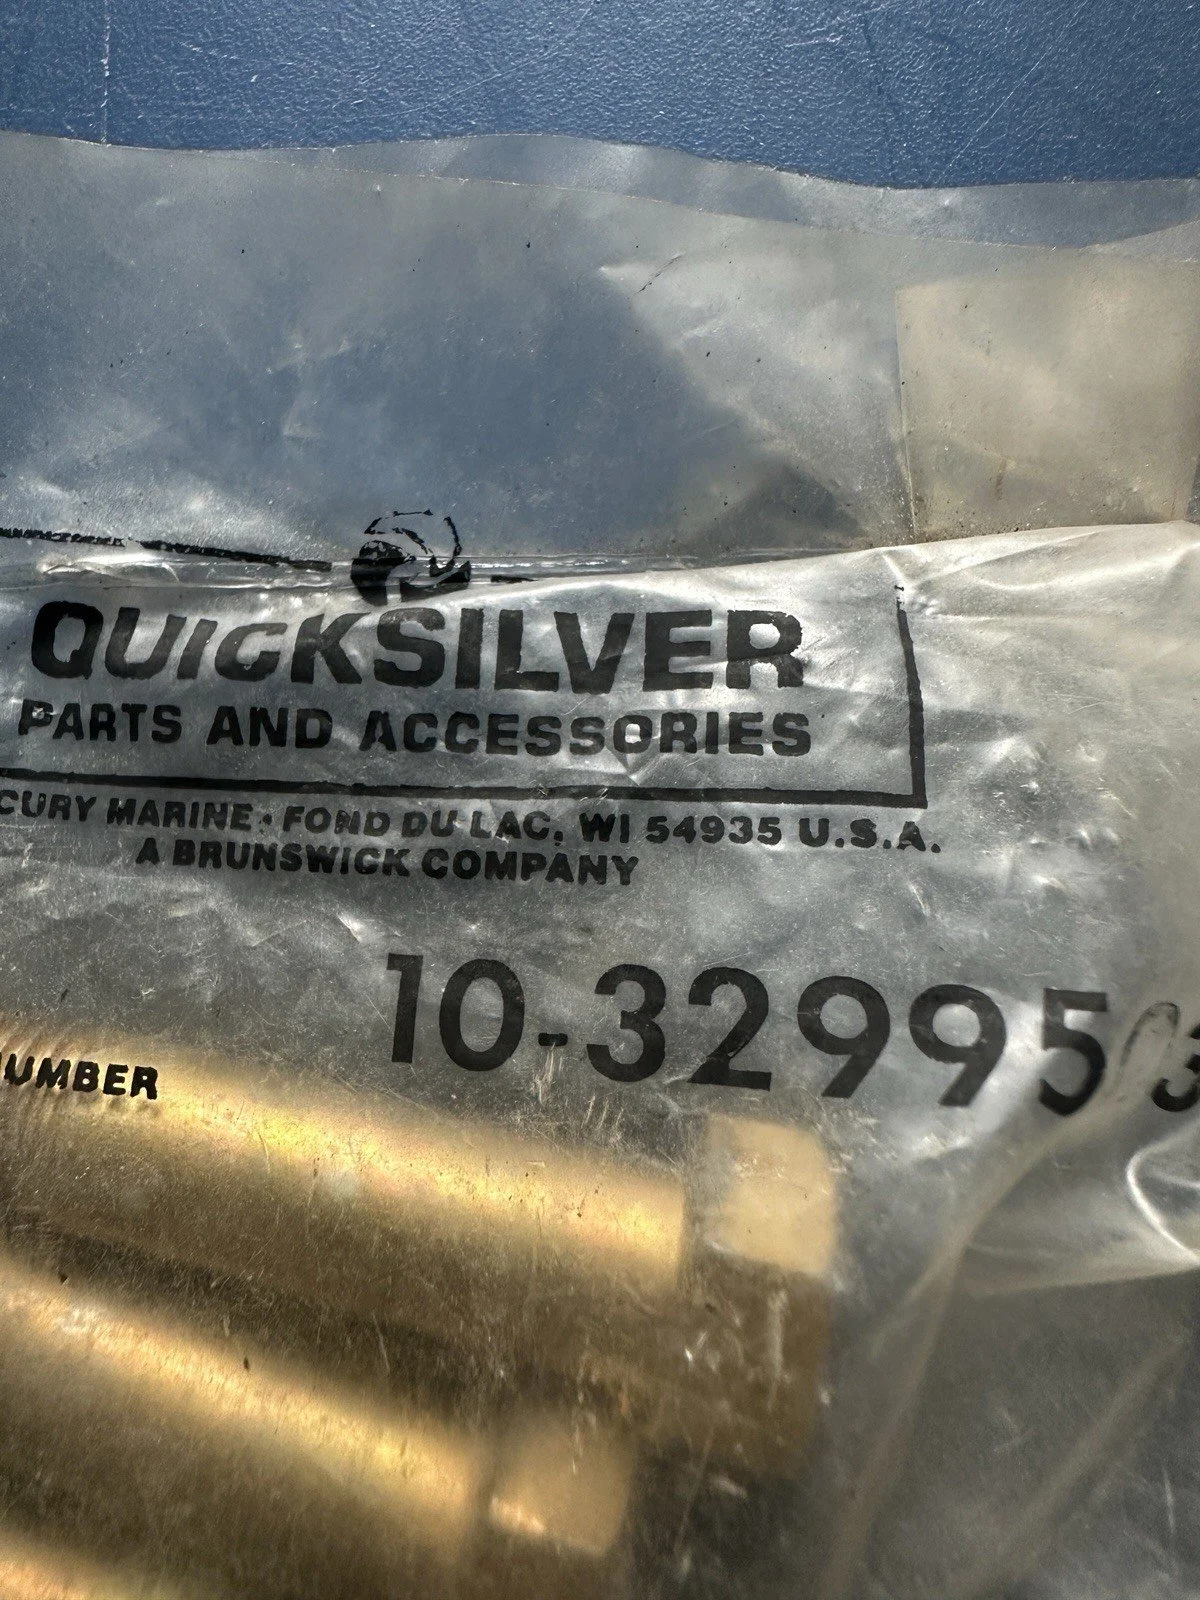 QUICKSILVER
PARTS AND ACCESSORIES
CURY MARINE · FOND DU LAC, WI 54935 U.S.A.
A BRUNSWICK COMPANY
10-32995
UMBER